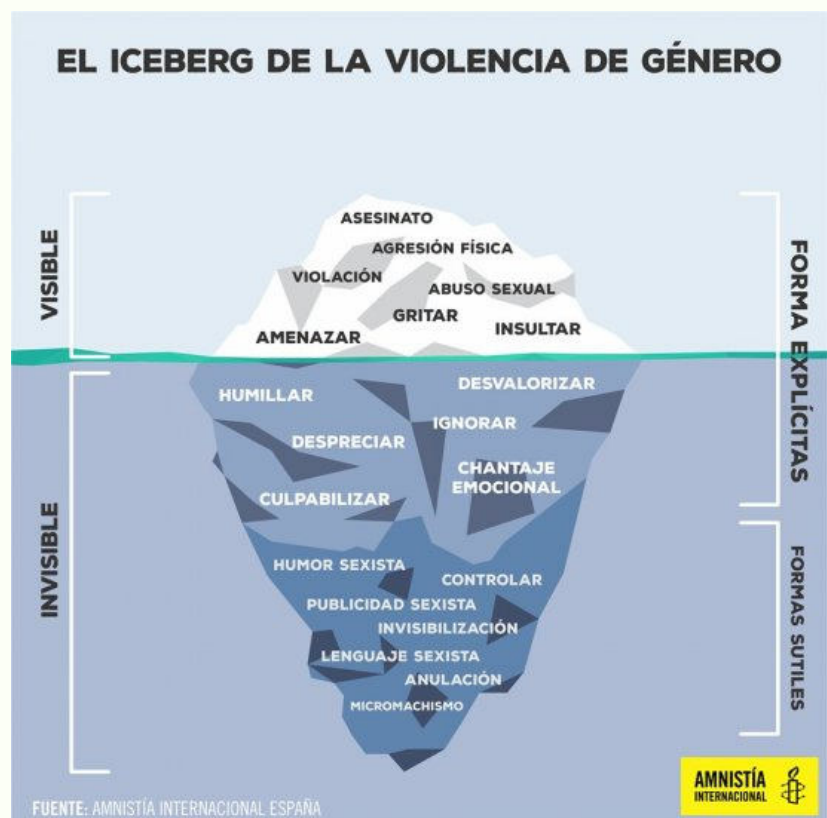 EL ICEBERG DE LA VIOLENCIA DE GÉNERO
VISIBLE
FORMA EXPLÍCITAS
ASESINATO
AGRESIÓN FÍSICA
VIOLACIÓN
ABUSO SEXUAL
GRITAR
AMENAZAR
INSULTAR
INVISIBLE
HUMILLAR
DESVALORIZAR
IGNORAR
DESPRECIAR
CHANTAJE
EMOCIONAL
CULPABILIZAR
FORMAS SUTILES
HUMOR SEXISTA
CONTROLAR
PUBLICIDAD SEXISTA
INVISIBILIZACIÓN
LENGUAJE SEXISTA
ANULACIÓN
MICROMACHISMO
AMNISTÍA
INTERNACIONAL
FUENTE: AMNISTÍA INTERNACIONAL ESPAÑA